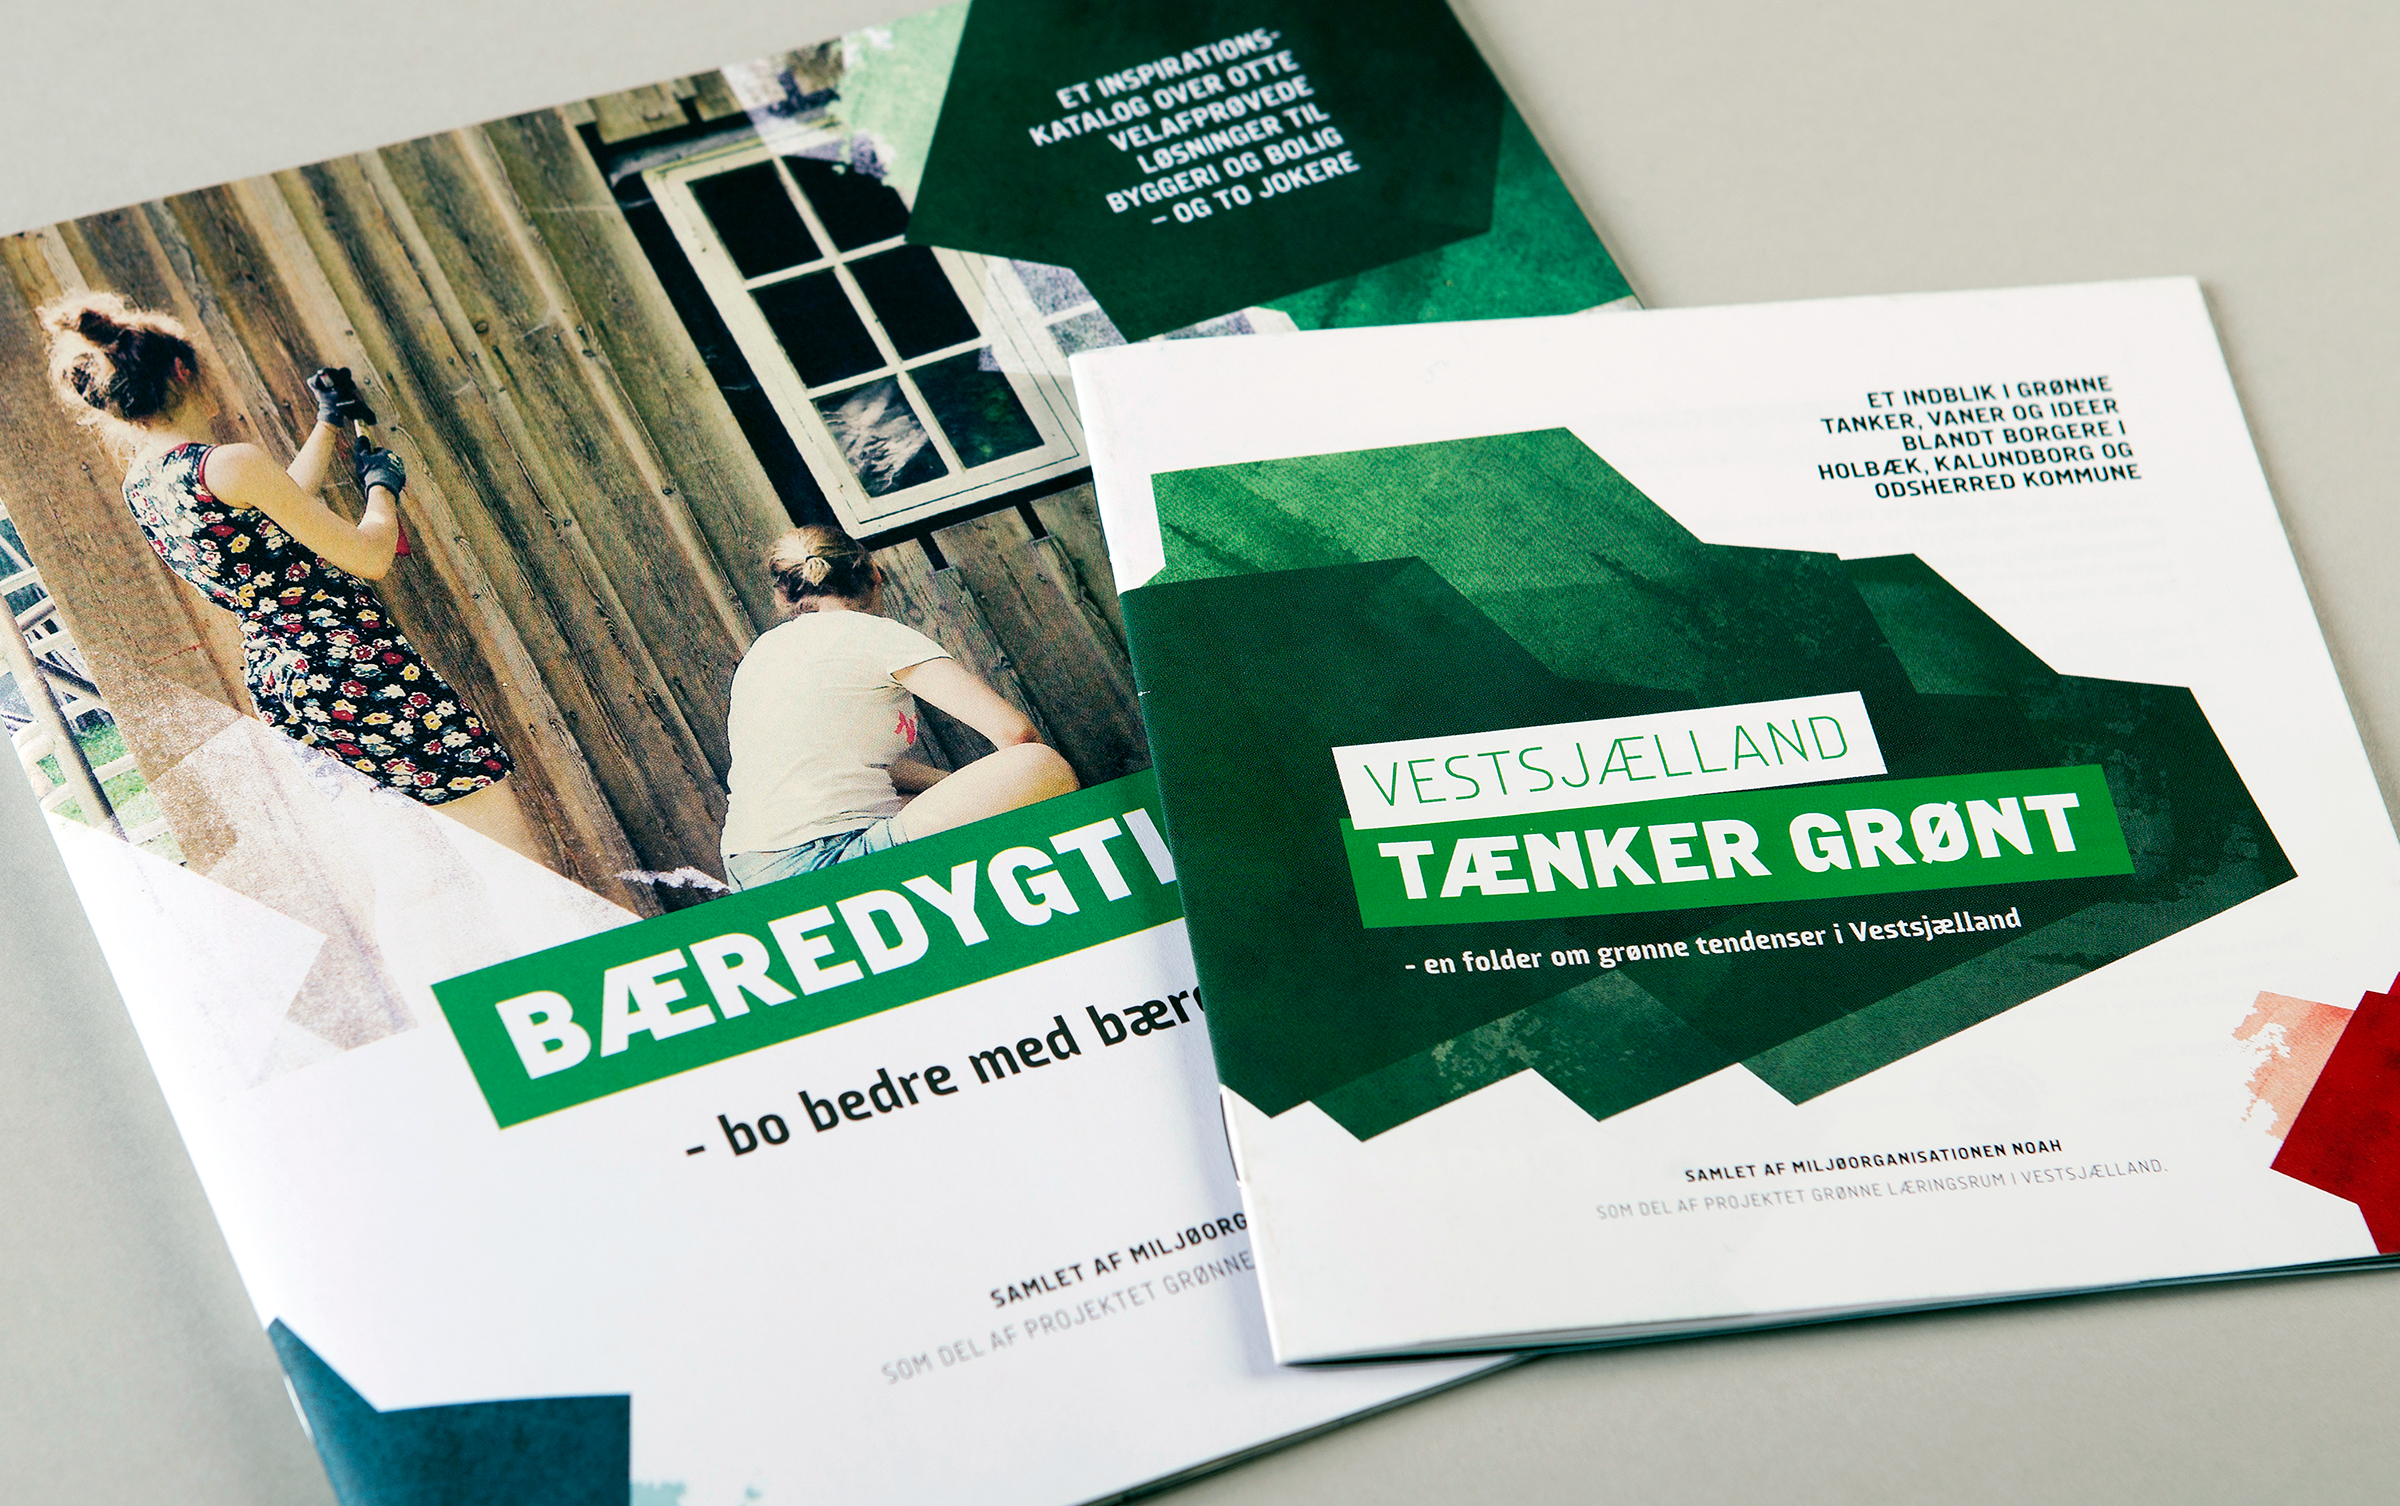 ET INSPIRATIONS-
KATALOG OVER OTTE
VELAFPRØVEDE
LØSNINGER TIL
BYGGERI OG BOLIG
– OG TO JOKERE
BÆREDYGTI
- bo bedre med bære
SAMLET AF MILJØORG
SOM DEL AF PROJEKTET GRØNNE
ET INDBLIK I GRØNNE
TANKER, VANER OG IDEER
BLANDT BORGERE I
HOLBÆK, KALUNDBORG OG
ODSHERRED KOMMUNE
VESTSJÆLLAND
TÆNKER GRØNT
- en folder om grønne tendenser i Vestsjælland
SAMLET AF MILJØORGANISATIONEN NOAH
SOM DEL AF PROJEKTET GRØNNE LÆRINGSRUM I VESTSJÆLLAND.